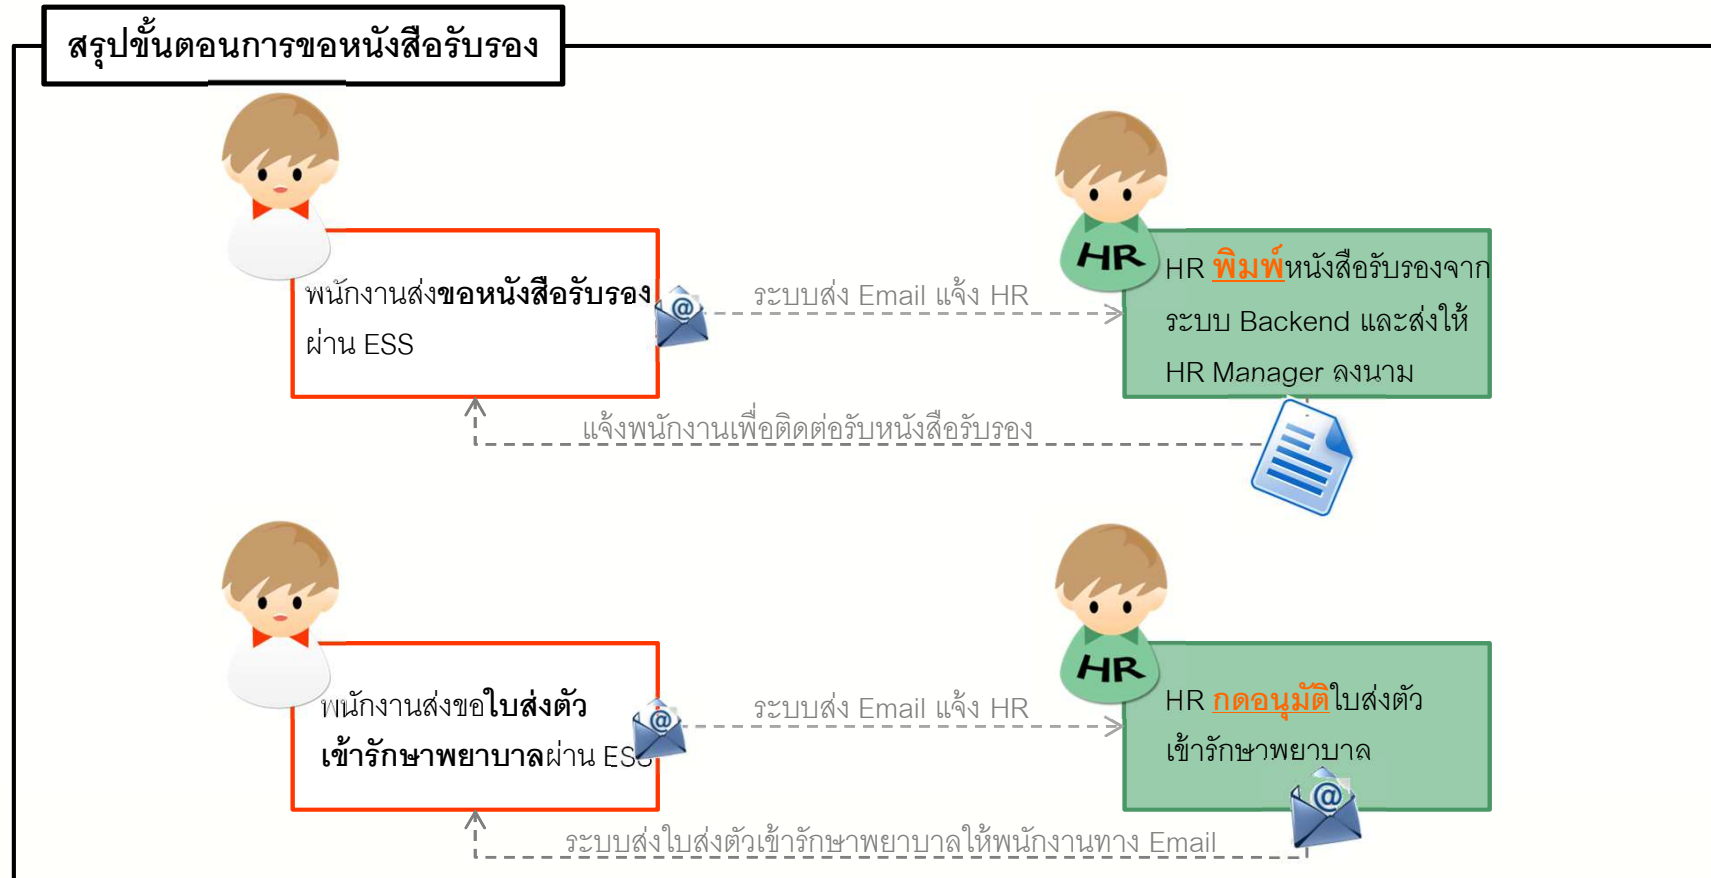 สรุปขั้นตอนการขอหนังสือรับรอง
พนักงานส่งขอหนังสือรับรอง
ผ่าน ESS
ระบบส่ง Email แจ้ง HR
HR
HR พิมพ์หนังสือรับรองจาก
ระบบ Backend และส่งให้
HR Manager ลงนาม
แจ้งพนักงานเพื่อติดต่อรับหนังสือรับรอง
พนักงานส่งขอใบส่งตัว
เข้ารักษาพยาบาลผ่าน ESS
ระบบส่ง Email แจ้ง HR
HR
HR กดอนุมัติใบส่งตัว
เข้ารักษาพยาบาล
ระบบส่งใบส่งตัวเข้ารักษาพยาบาลให้พนักงานทาง Email